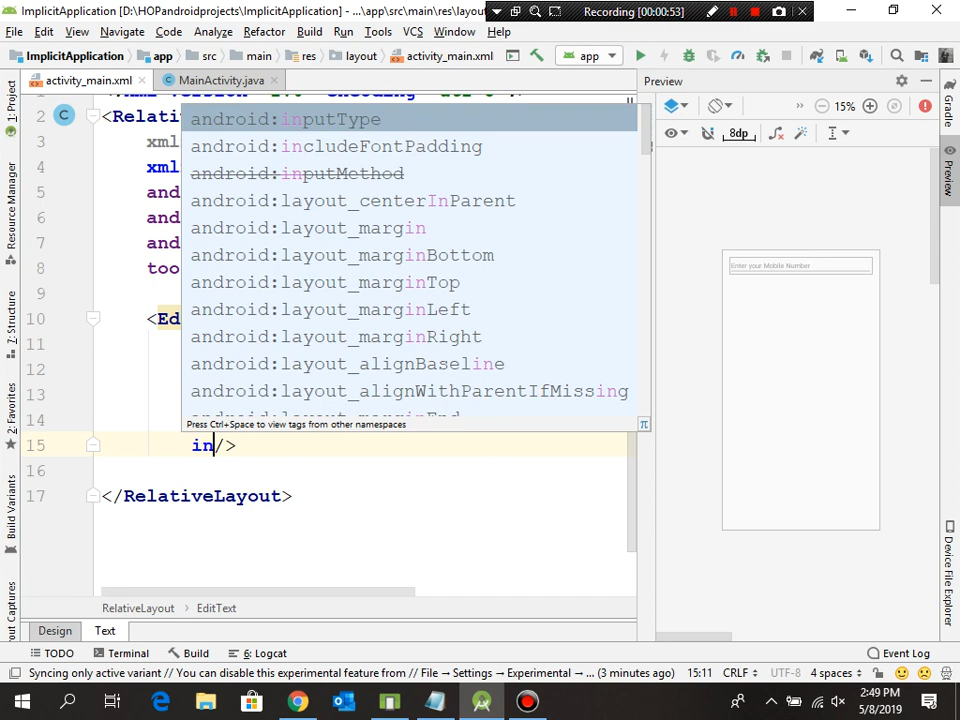 ImplicitApplication [C:\Users\HOPandroidprojects\ImplicitApplication] - ...\app\src\main\res\layou
Recording [00:00:53]
File Edit View Navigate Code Analyze Refactor Build Run Tools VCS Window Help
ImplicitApplication app src main res layout activity_main.xml app
activity_main.xml MainActivity.java
Preview
15%
8dp
2 <Relati
3 xml
4 xml
5 and
6 and
7 and
8 too
9
10 <Ed
11
12
13
14
15 in/>
16
17 </RelativeLayout>
android:inputType
android:includeFontPadding
android:inputMethod
android:layout_centerInParent
android:layout_margin
android:layout_marginBottom
android:layout_marginTop
android:layout_marginLeft
android:layout_marginRight
android:layout_alignBaseline
android:layout_alignWithParentIfMissing
android:layout_marginEnd
Press Ctrl+Space to view tags from other namespaces
Enter your Mobile Number
1: Project
Resource Manager
Z: Structure
2: Favorites
Build Variants
out Captures
Gradle
Preview
Device File Explorer
RelativeLayout › EditText
Design Text
TODO Terminal Build 6: Logcat Event Log
Syncing only active variant // You can disable this experimental feature from // File → Settings → Experimental → ... (3 minutes ago) 15:11 CRLF UTF-8 4 spaces
2:49 PM
5/8/2019